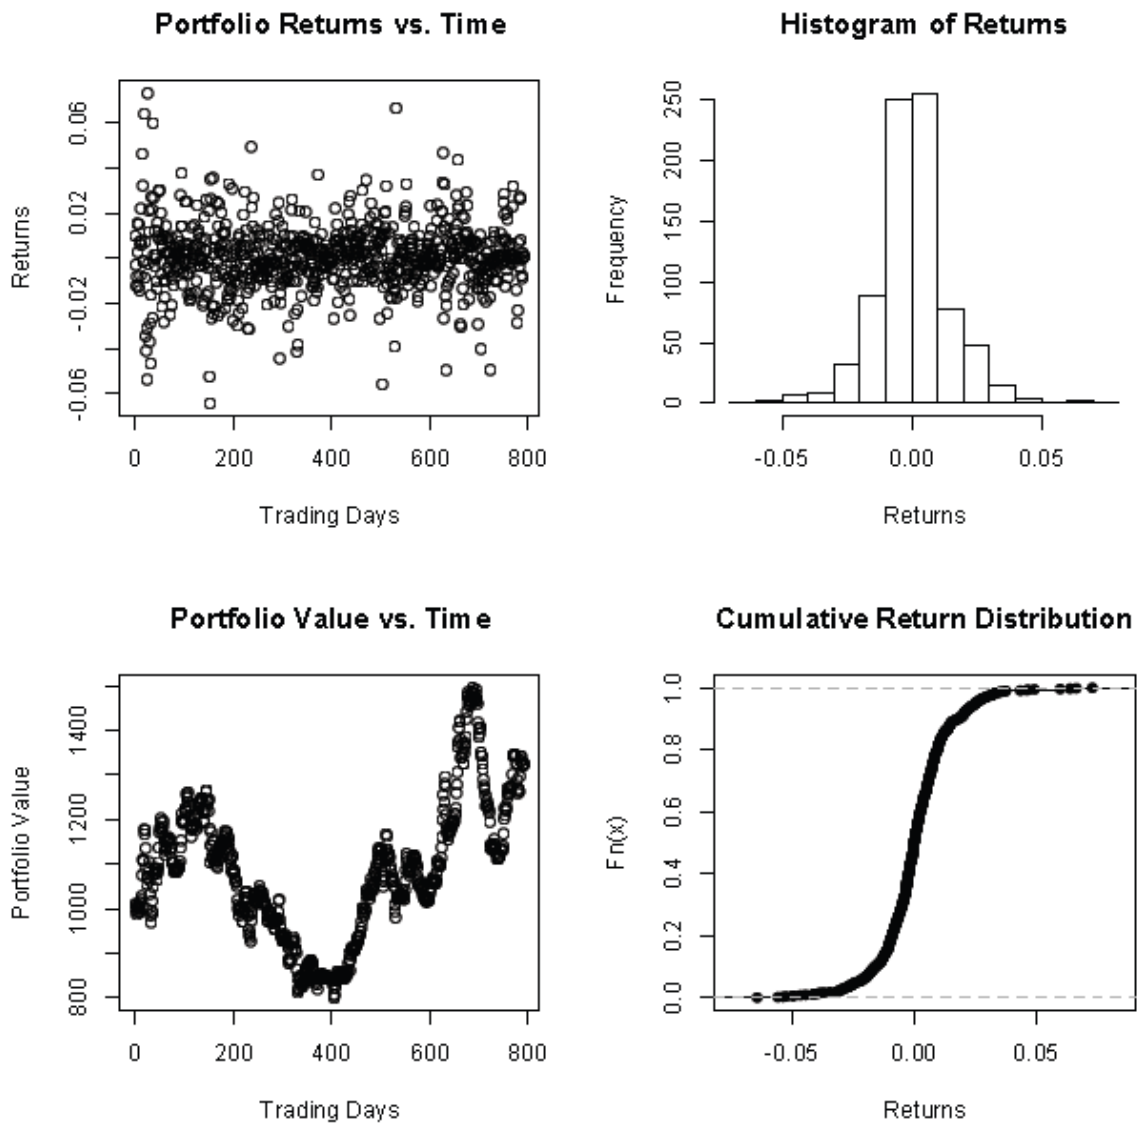 Portfolio Returns vs. Time
Returns
0.06
0.02
-0.02
-0.06
0 200 400 600 800
Trading Days
Histogram of Returns
Frequency
250
200
150
100
50
0
-0.05 0.00 0.05
Returns
Portfolio Value vs. Time
Portfolio Value
1400
1200
1000
800
0 200 400 600 800
Trading Days
Cumulative Return Distribution
Fn(x)
1.0
0.8
0.6
0.4
0.2
0.0
-0.05 0.00 0.05
Returns